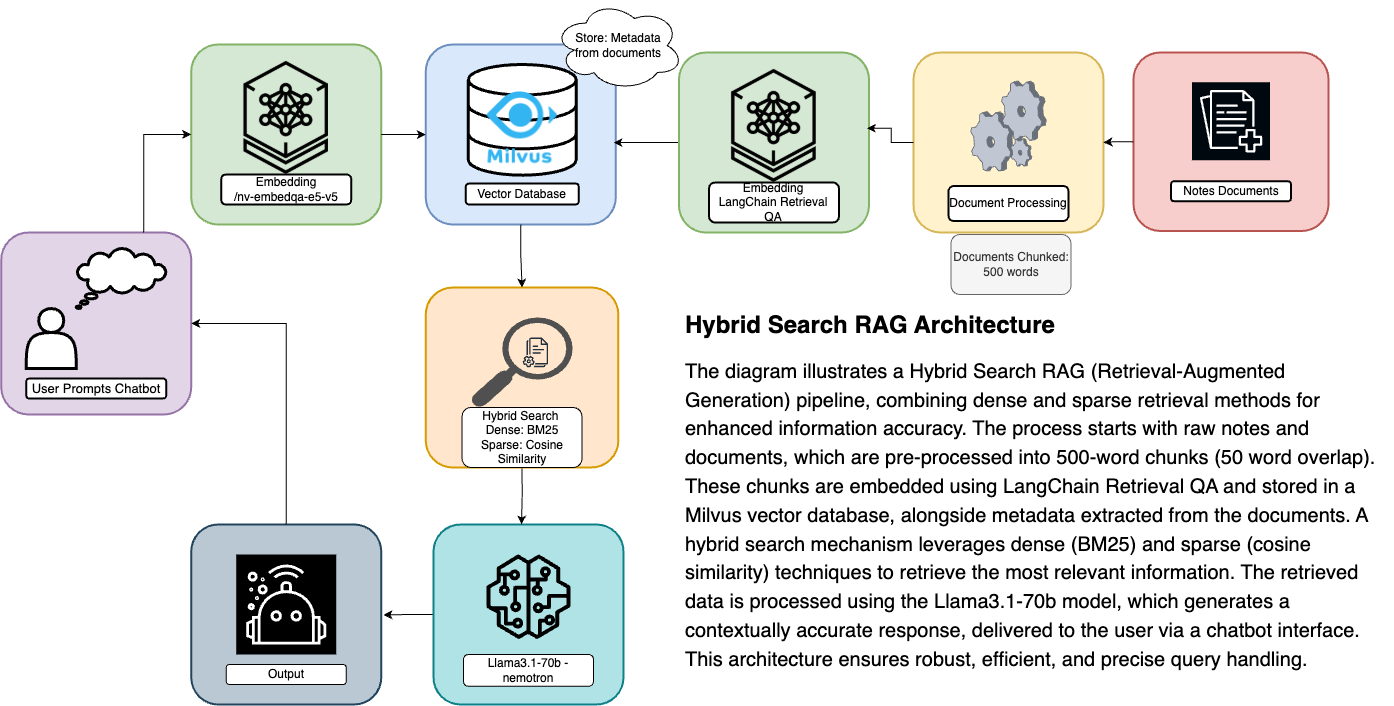 Store: Metadata
from documents
Milvus
Embedding
/nv-embedqa-e5-v5
Vector Database
Embedding
LangChain Retrieval
QA
Document Processing
Notes Documents
Documents Chunked:
500 words
User Prompts Chatbot
Hybrid Search
Dense: BM25
Sparse: Cosine
Similarity
Llama3.1-70b -
nemotron
Output
Hybrid Search RAG Architecture
The diagram illustrates a Hybrid Search RAG (Retrieval-Augmented
Generation) pipeline, combining dense and sparse retrieval methods for
enhanced information accuracy. The process starts with raw notes and
documents, which are pre-processed into 500-word chunks (50 word overlap).
These chunks are embedded using LangChain Retrieval QA and stored in a
Milvus vector database, alongside metadata extracted from the documents. A
hybrid search mechanism leverages dense (BM25) and sparse (cosine
similarity) techniques to retrieve the most relevant information. The retrieved
data is processed using the Llama3.1-70b model, which generates a
contextually accurate response, delivered to the user via a chatbot interface.
This architecture ensures robust, efficient, and precise query handling.